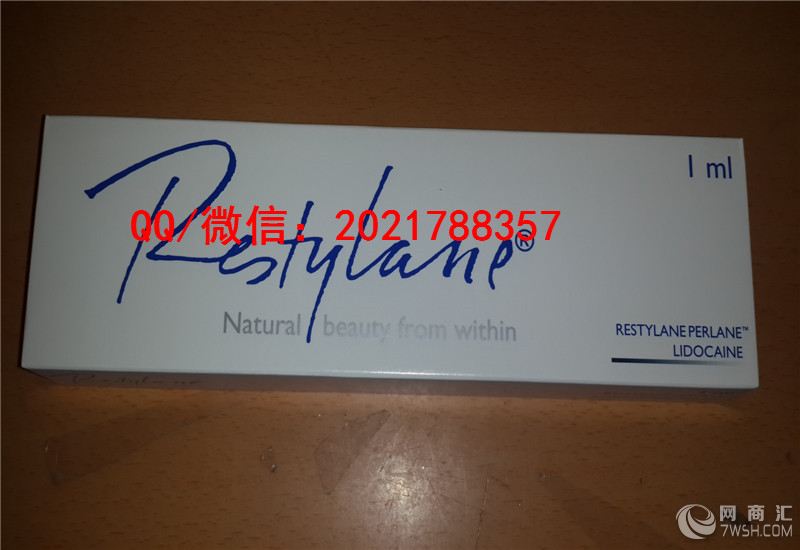 1 ml
Restylane®
QQ/微信：2021788357
Natural beauty from within
RESTYLANE PERLANE™
LIDOCAINE
Restylane
网商汇
7WSH.COM